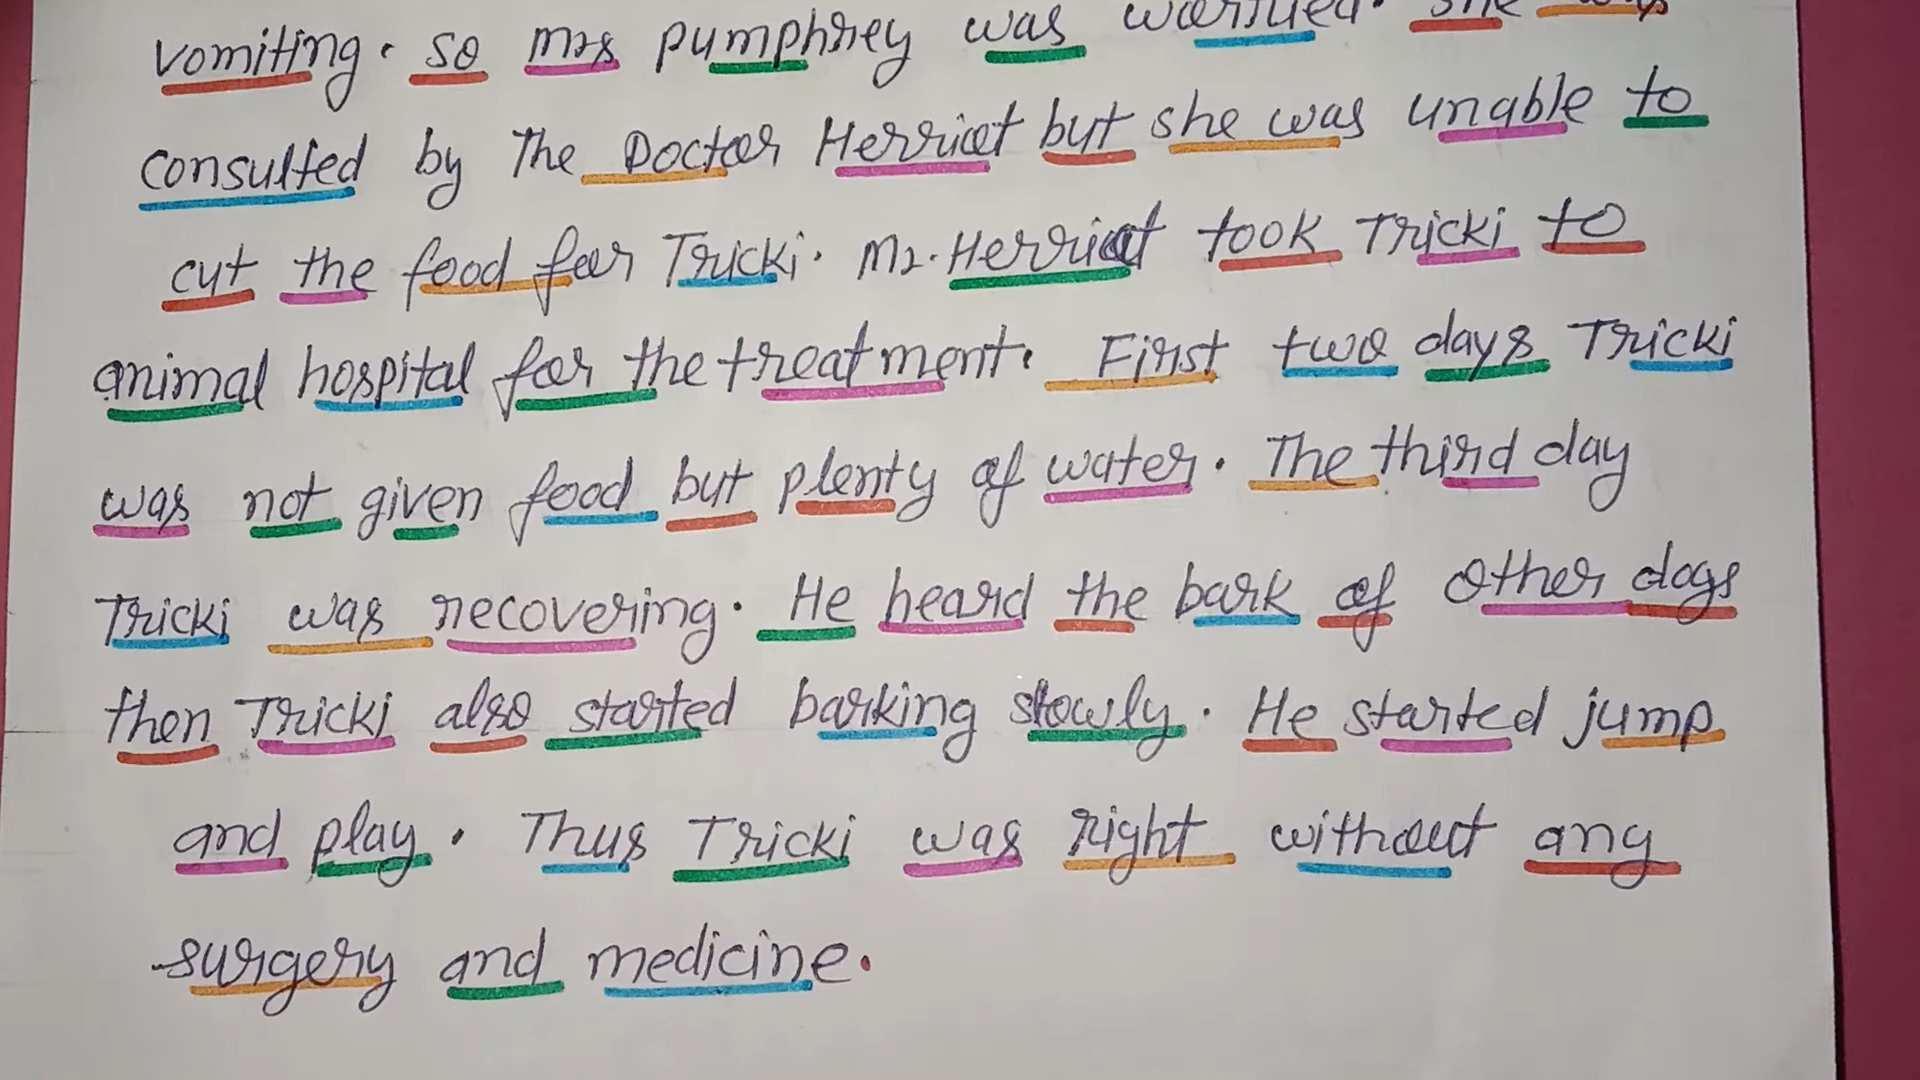 vomiting. so mrs pumphrey was worried. she was
consulted by The Doctor Herriot but she was unable to
cut the food for Tricki. Mr. Herriot took Tricki to
animal hospital for the treatment. First two days Tricki
was not given food but plenty of water. The third day
Tricki was recovering. He heard the bark of other dogs
then Tricki also started barking slowly. He started jump
and play. Thus Tricki was right without any
surgery and medicine.